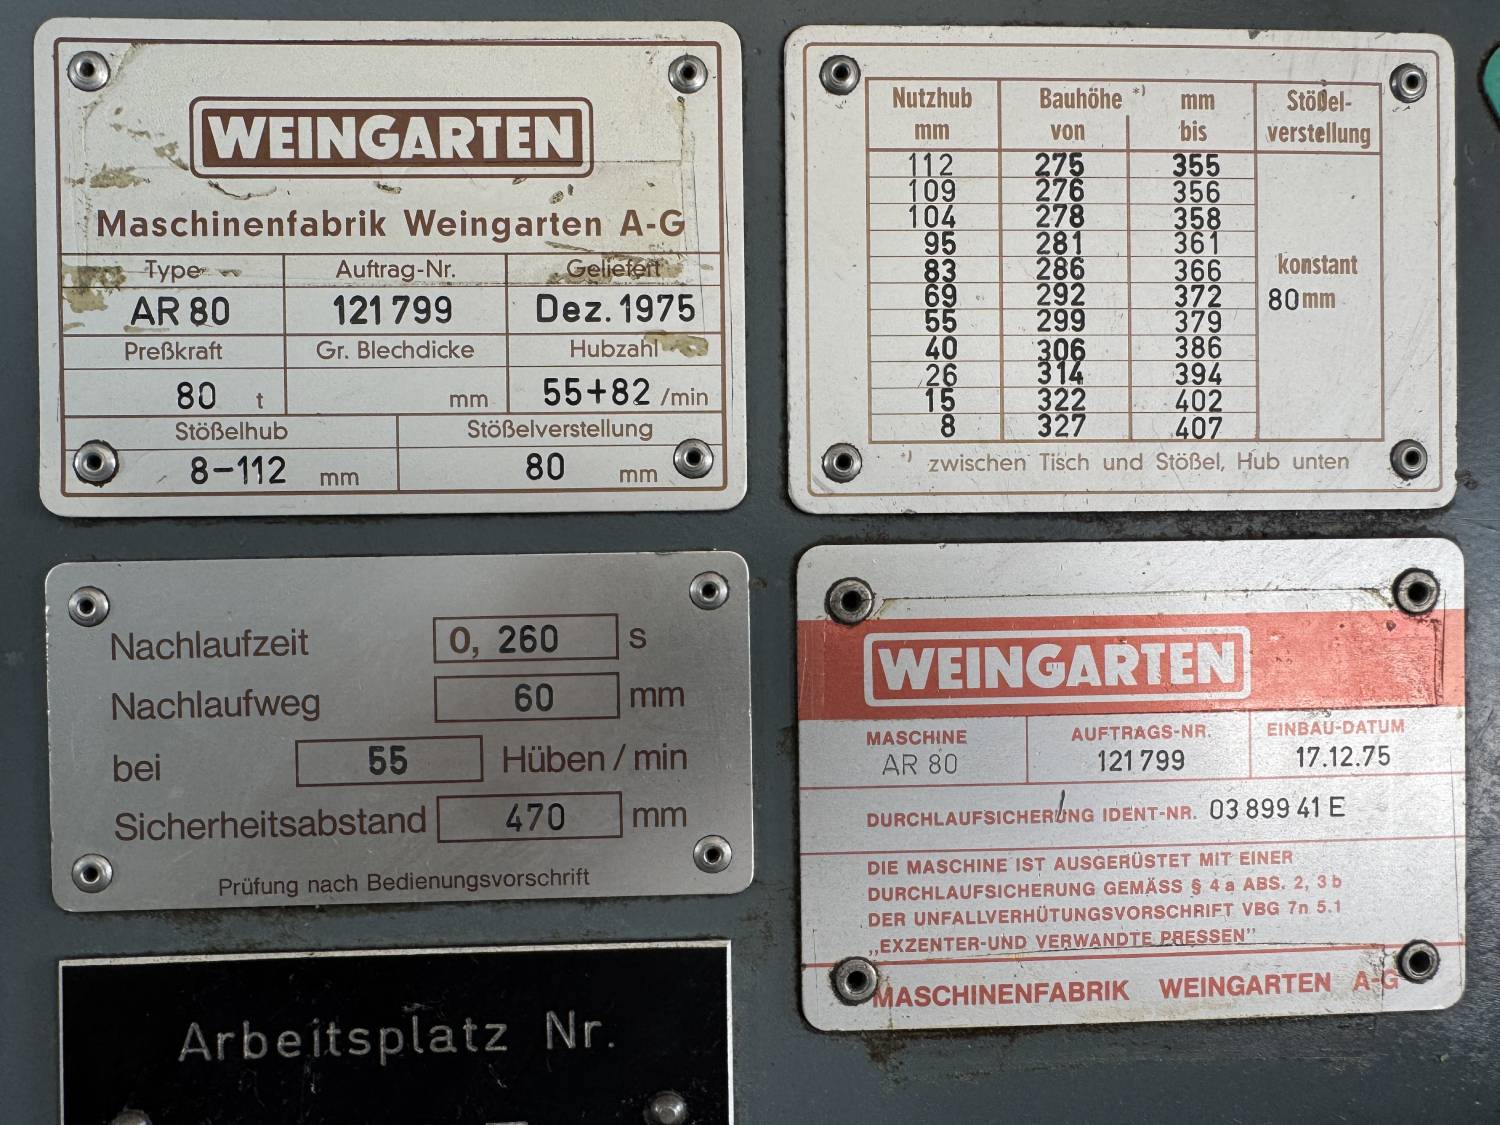 WEINGARTEN
Maschinenfabrik Weingarten A-G
Type Auftrag-Nr. Geliefert
AR 80 121 799 Dez. 1975
Preßkraft Gr. Blechdicke Hubzahl
80 t mm 55+82 /min
Stößelhub Stößelverstellung
8-112 mm 80 mm
Nutzhub Bauhöhe *) mm Stößel-
mm von bis verstellung
112 275 355
109 276 356
104 278 358
95 281 361
83 286 366 konstant
69 292 372 80 mm
55 299 379
40 306 386
26 314 394
15 322 402
8 327 407
*) zwischen Tisch und Stößel, Hub unten
Nachlaufzeit 0, 260 s
Nachlaufweg 60 mm
bei 55 Hüben / min
Sicherheitsabstand 470 mm
Prüfung nach Bedienungsvorschrift
WEINGARTEN
MASCHINE AUFTRAGS-NR. EINBAU-DATUM
AR 80 121 799 17.12.75
DURCHLAUFSICHERUNG IDENT-NR. 03 899 41 E
DIE MASCHINE IST AUSGERÜSTET MIT EINER
DURCHLAUFSICHERUNG GEMÄSS § 4 a ABS. 2, 3 b
DER UNFALLVERHÜTUNGSVORSCHRIFT VBG 7n 5.1
„EXZENTER-UND VERWANDTE PRESSEN"
MASCHINENFABRIK WEINGARTEN A-G
Arbeitsplatz Nr.